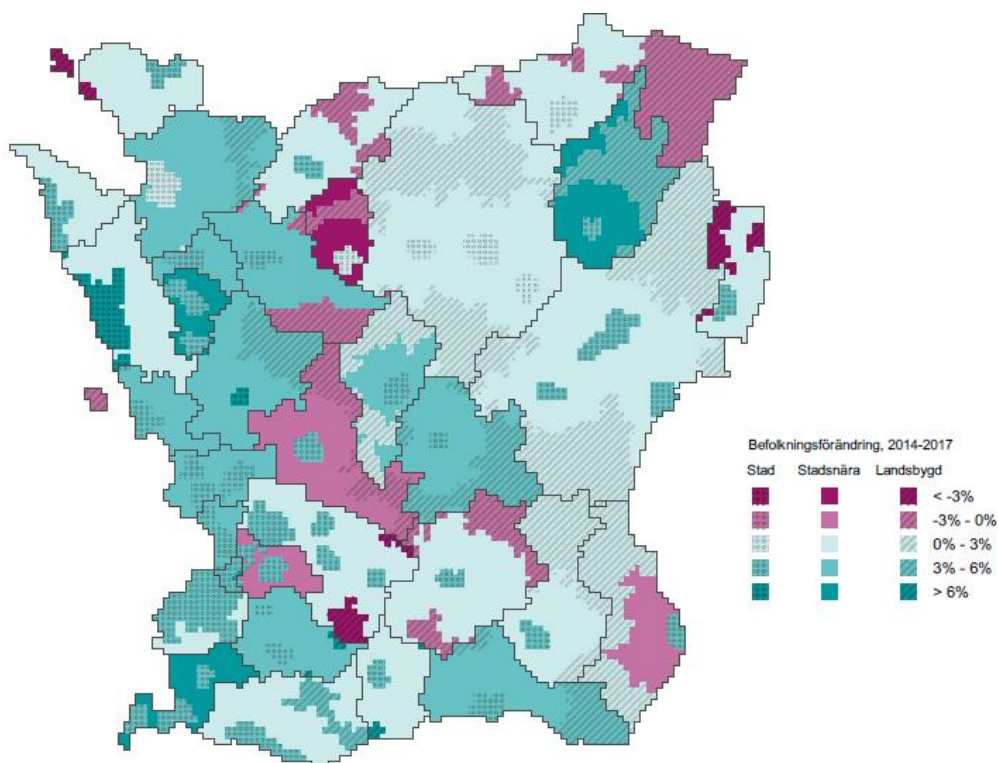 Befolkningsförändring, 2014-2017
Stad Stadsnära Landsbygd
< -3%
-3% - 0%
0% - 3%
3% - 6%
> 6%